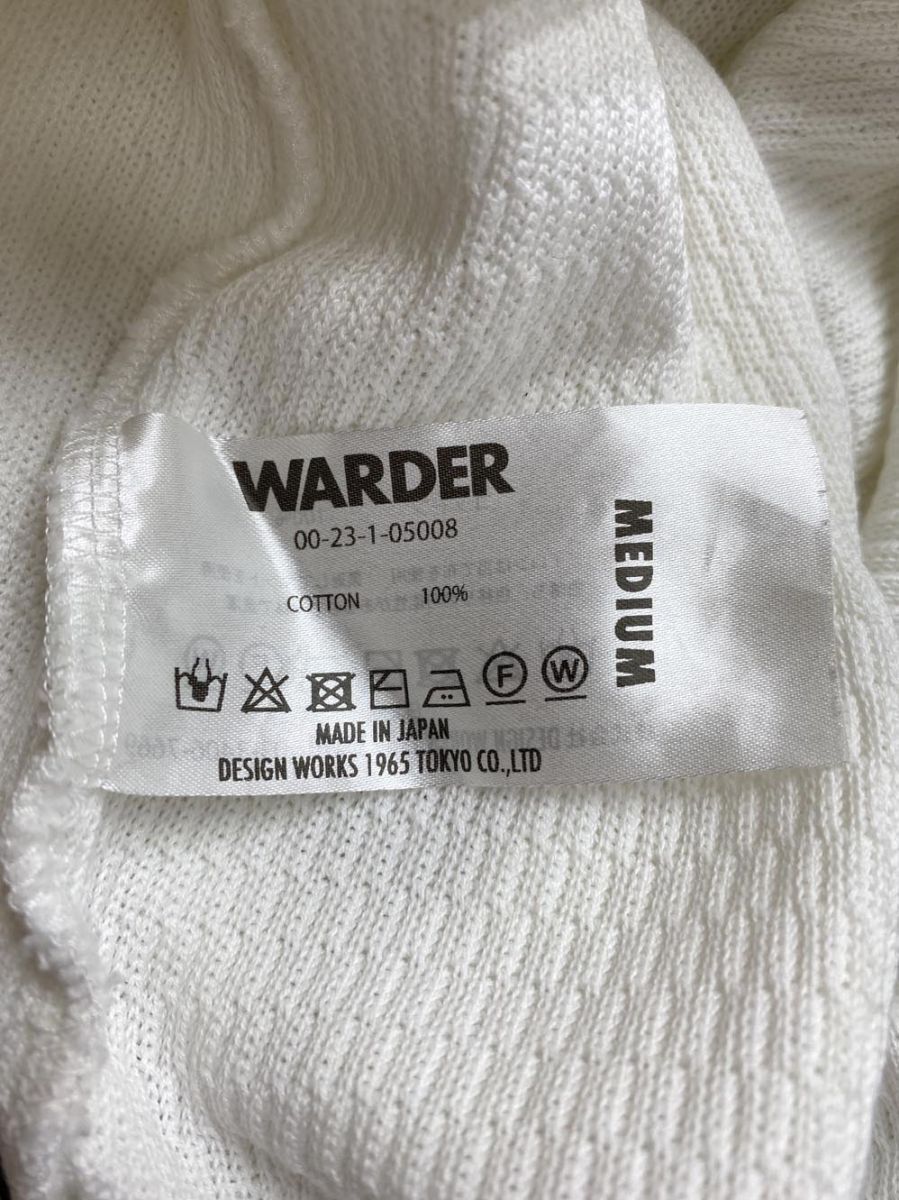 WARDER
00-23-1-05008
COTTON 100%
MEDIUM
F W
MADE IN JAPAN
DESIGN WORKS 1965 TOKYO CO.,LTD